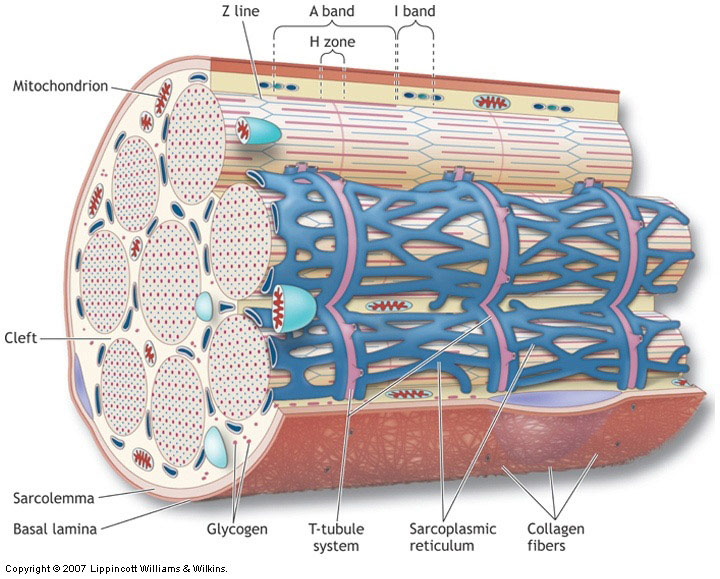 Z line
A band
I band
H zone
Mitochondrion
Cleft
Sarcolemma
Basal lamina
Glycogen
T-tubule
system
Sarcoplasmic
reticulum
Collagen
fibers
Copyright © 2007 Lippincott Williams & Wilkins.